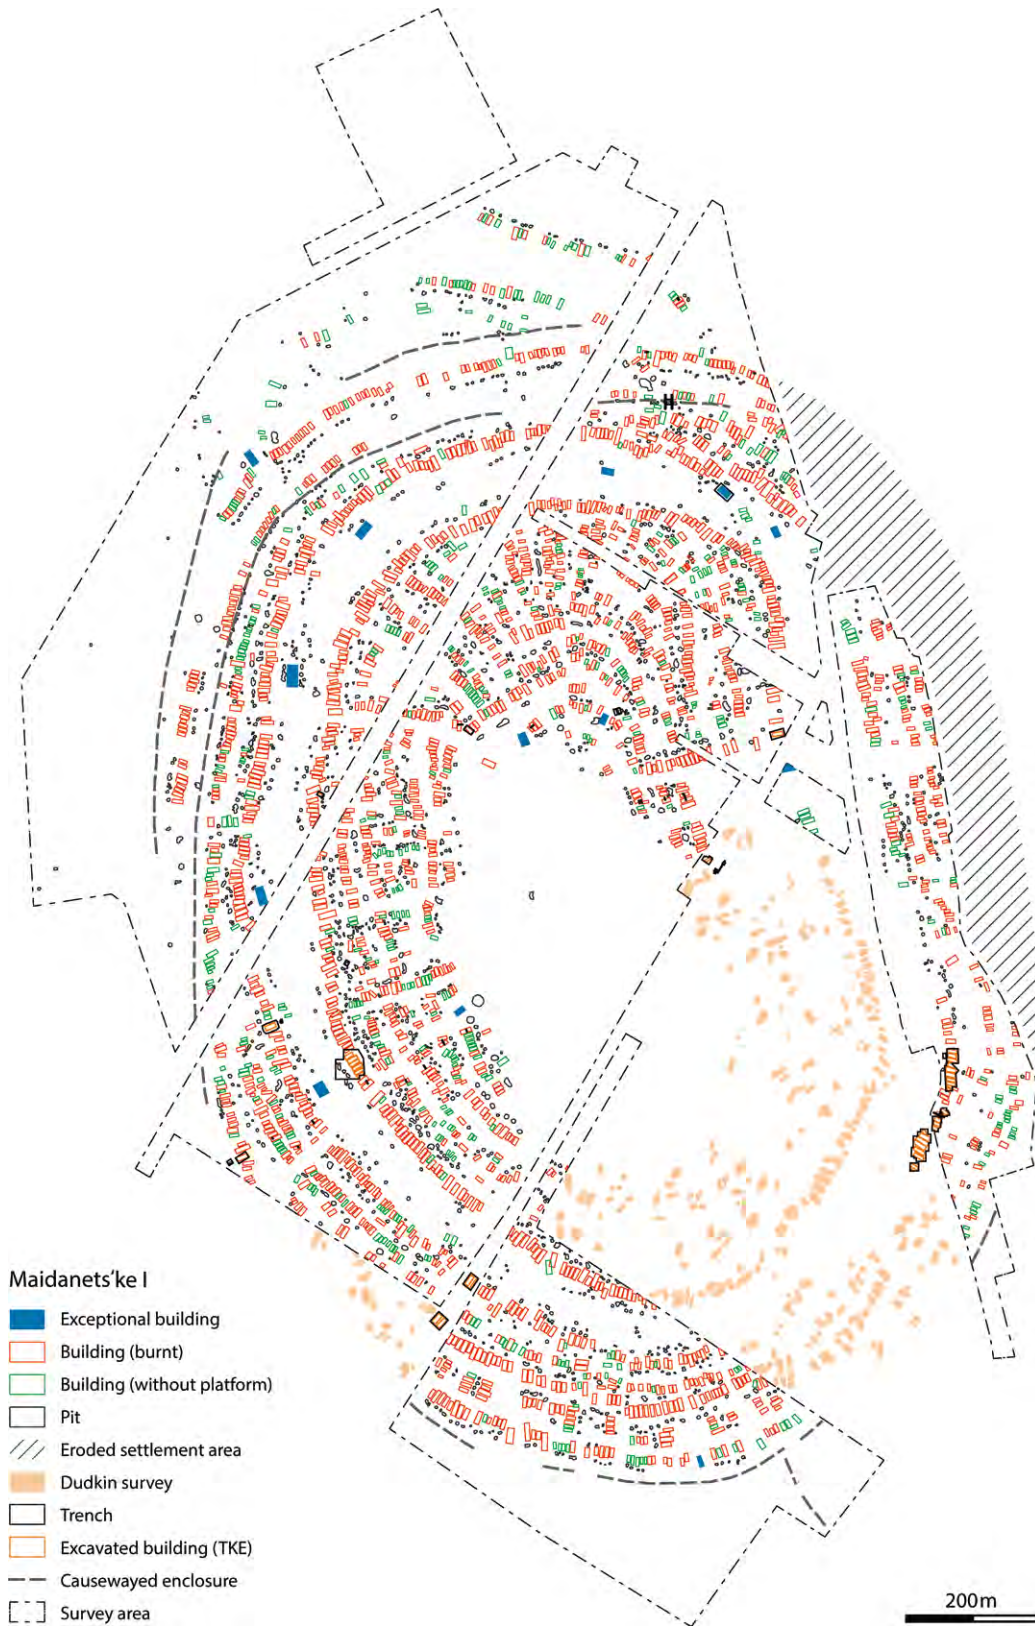 Maidanets'ke I
Exceptional building
Building (burnt)
Building (without platform)
Pit
Eroded settlement area
Dudkin survey
Trench
Excavated building (TKE)
Causewayed enclosure
Survey area
200m